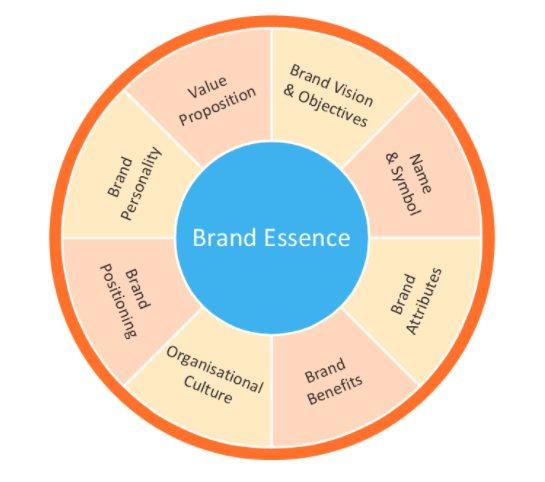 Brand Vision
& Objectives
Name
& Symbol
Brand
Attributes
Brand
Benefits
Organisational
Culture
Brand
Positioning
Brand
Personality
Value
Proposition
Brand Essence